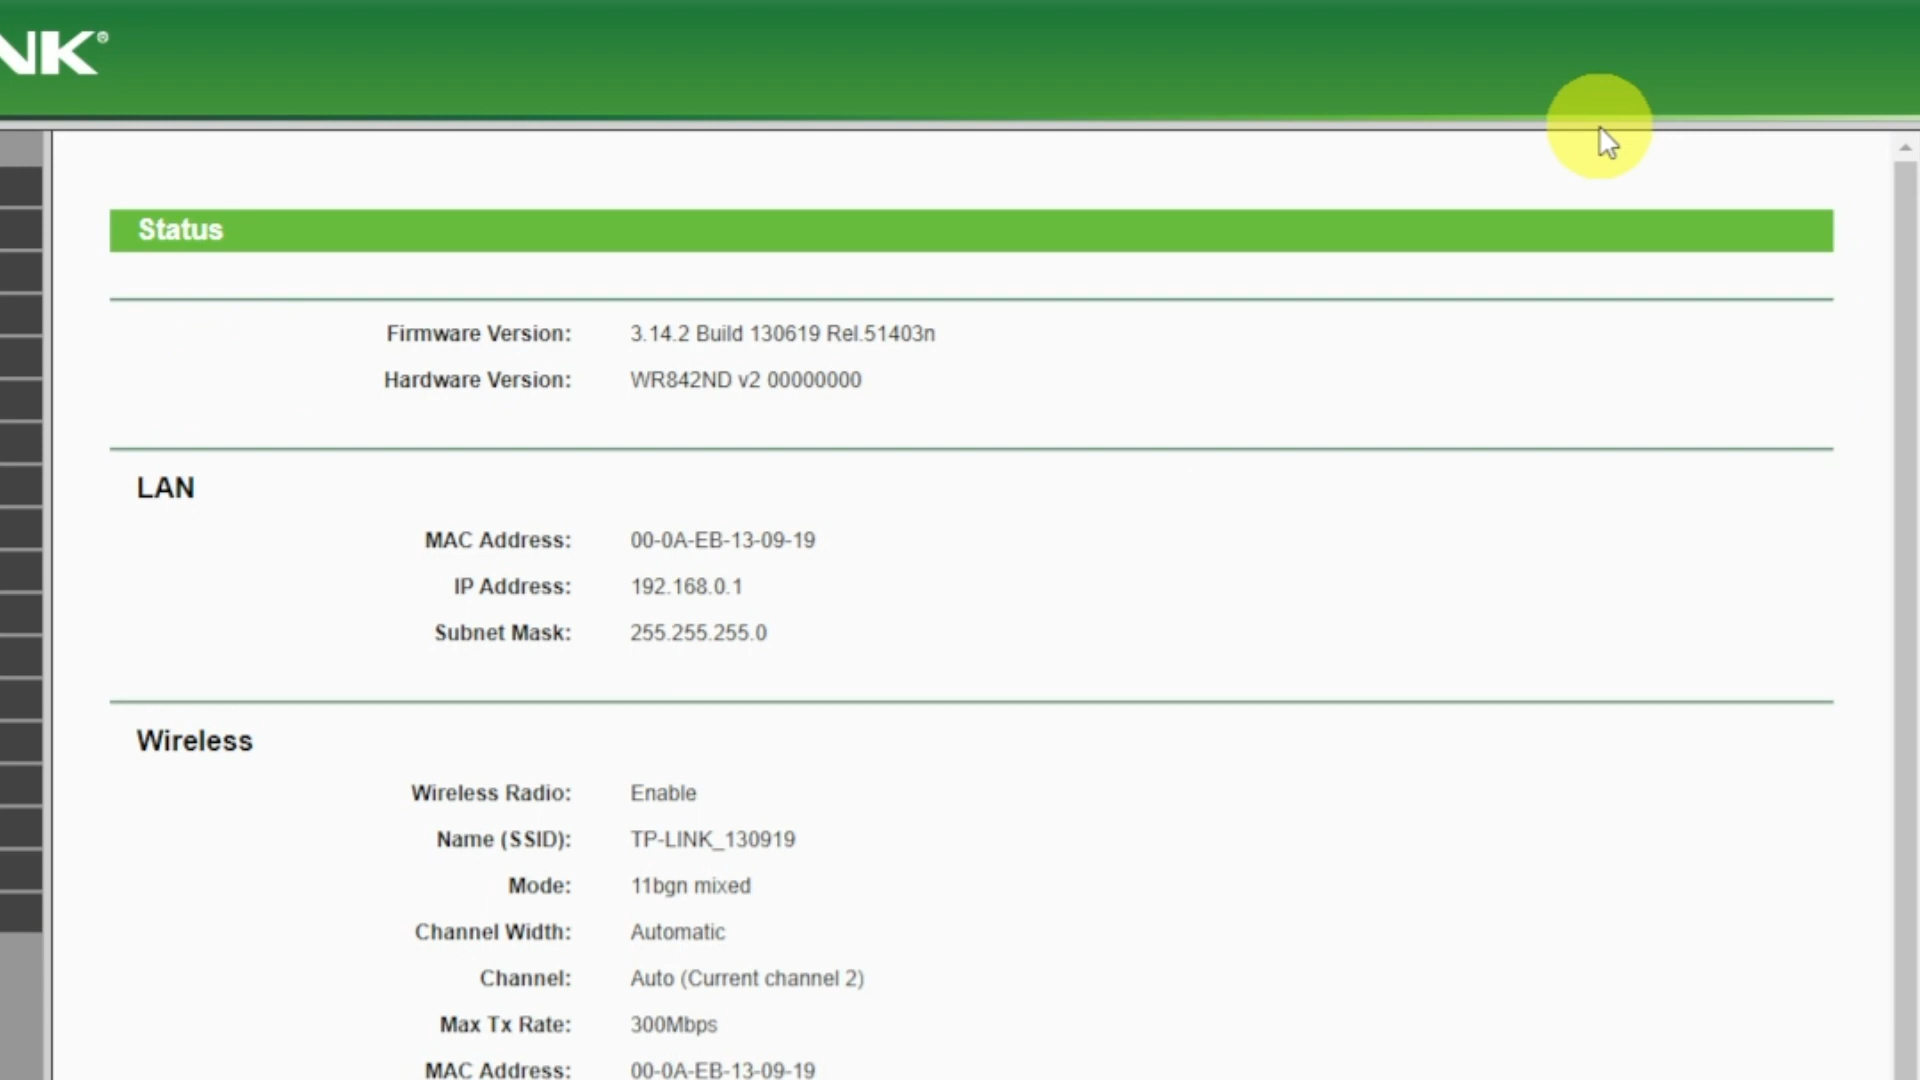 NK®
Status
Firmware Version: 3.14.2 Build 130619 Rel.51403n
Hardware Version: WR842ND v2 00000000
LAN
MAC Address: 00-0A-EB-13-09-19
IP Address: 192.168.0.1
Subnet Mask: 255.255.255.0
Wireless
Wireless Radio: Enable
Name (SSID): TP-LINK_130919
Mode: 11bgn mixed
Channel Width: Automatic
Channel: Auto (Current channel 2)
Max Tx Rate: 300Mbps
MAC Address: 00-0A-EB-13-09-19